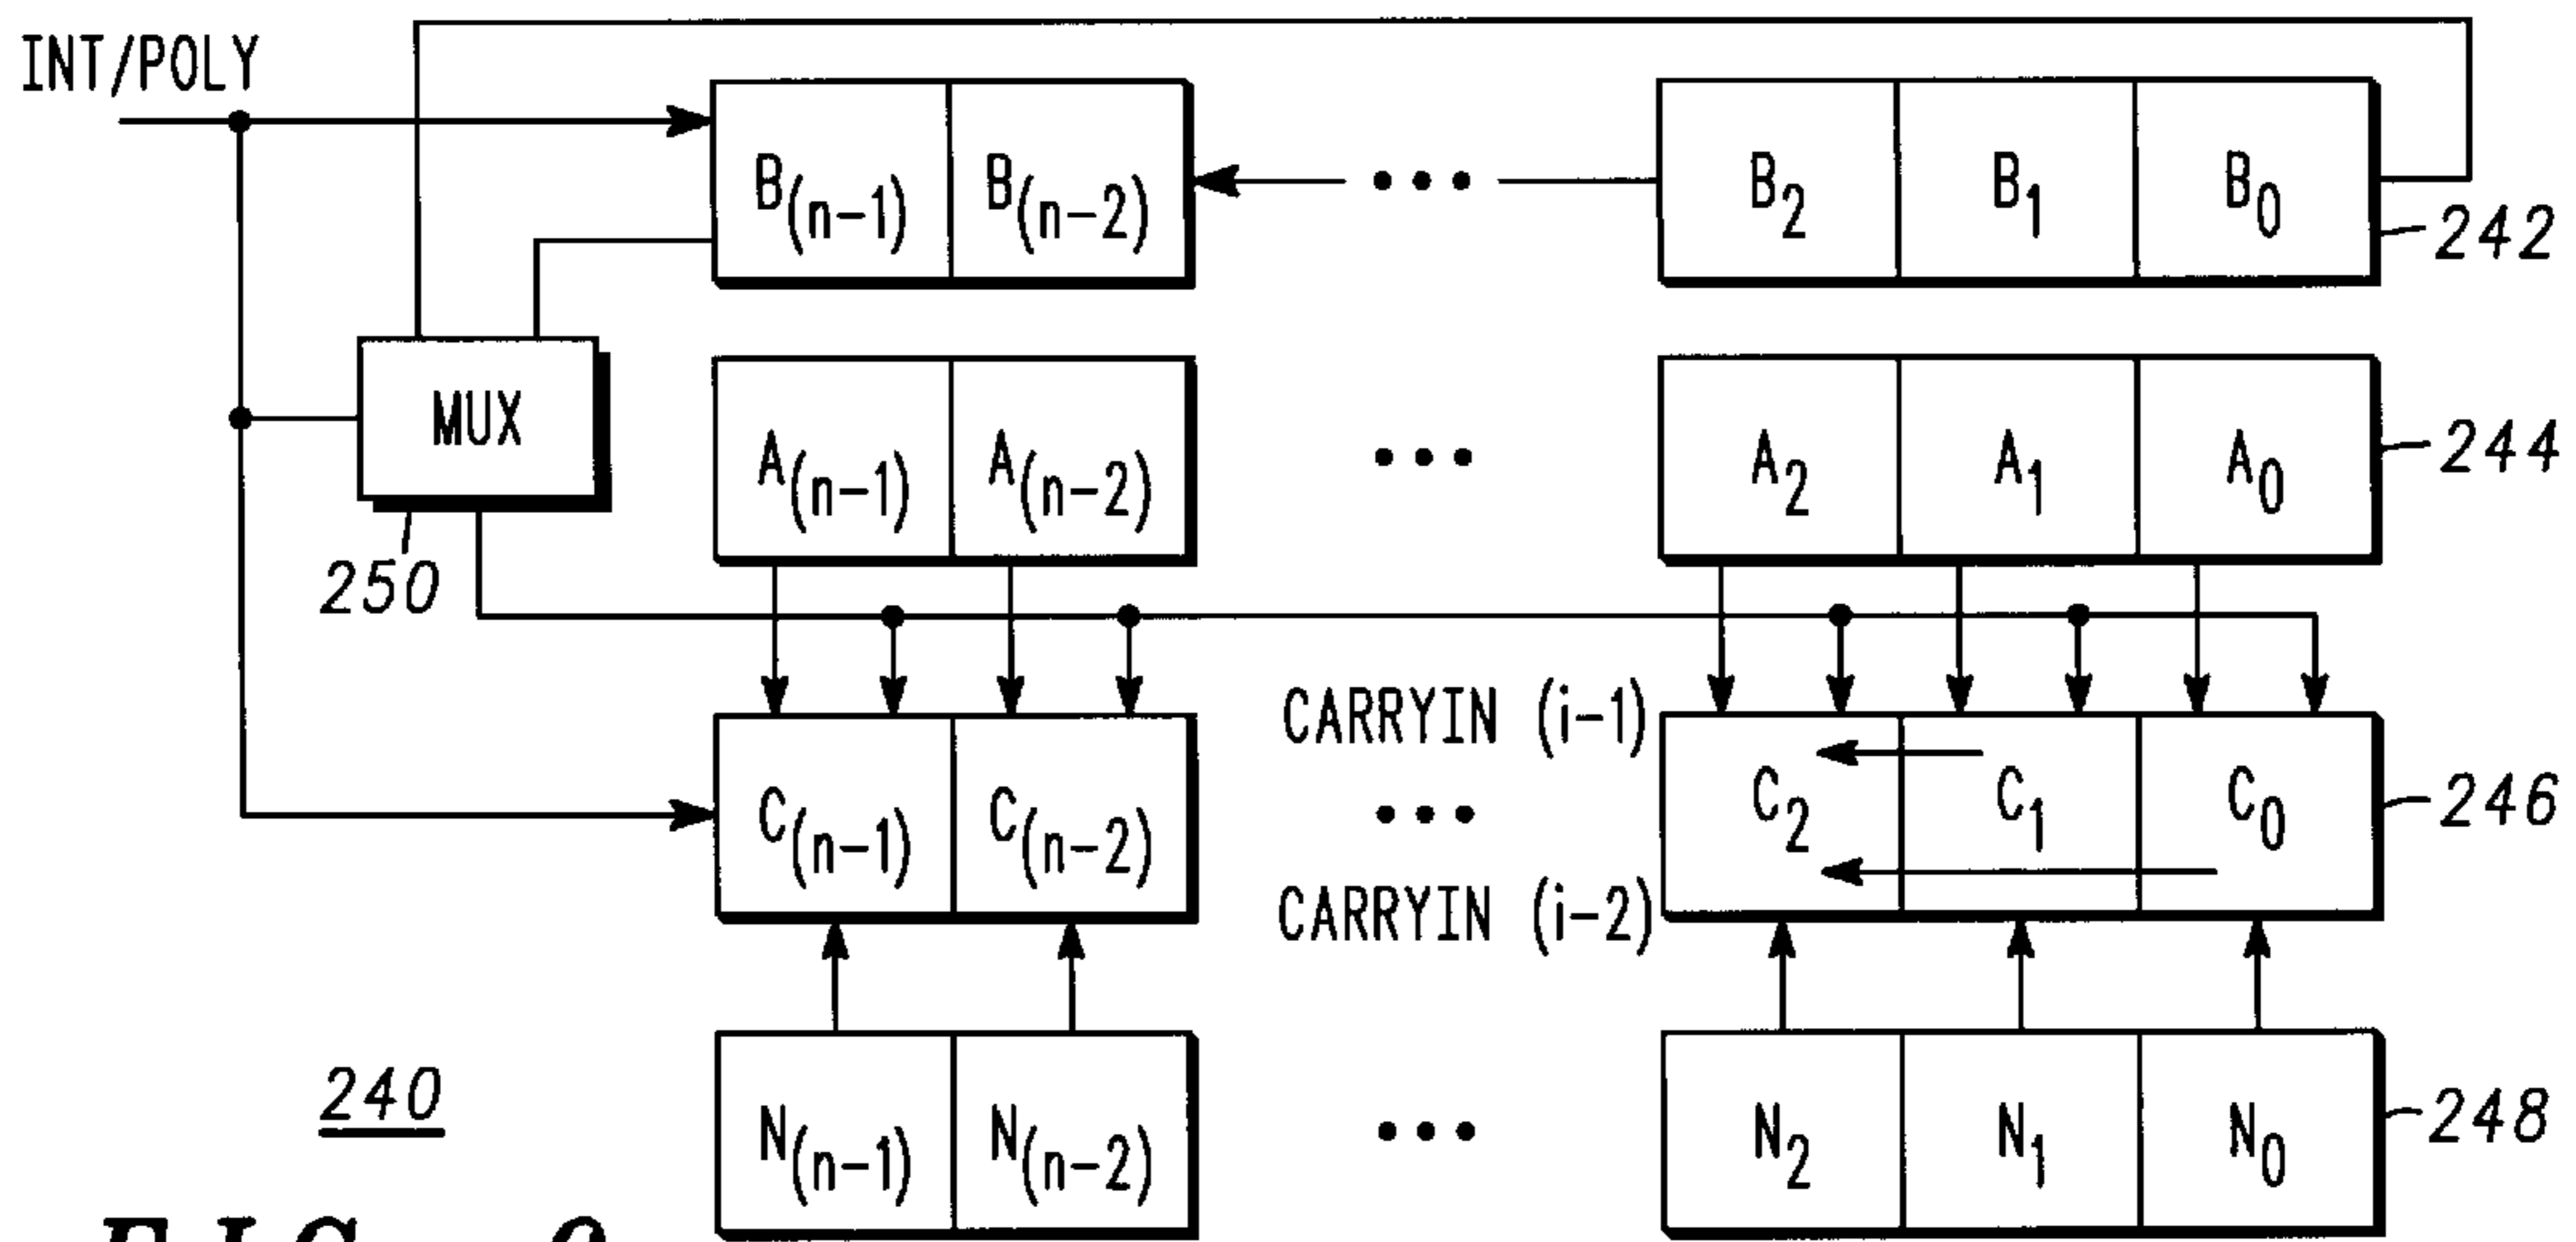 INT/POLY
B(n-1) B(n-2) B2 B1 B0
242
MUX
250
A(n-1) A(n-2) ••• A2 A1 A0
244
CARRYIN (i-1)
C(n-1) C(n-2) ••• C2 C1 C0
246
CARRYIN (i-2)
240
N(n-1) N(n-2) ••• N2 N1 N0
248